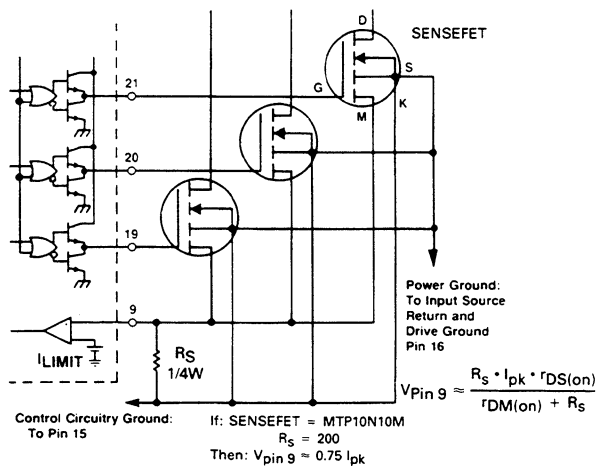 D
SENSEFET
S
G
K
M
21
20
19
9
ILIMIT
RS
1/4W
Power Ground:
To Input Source
Return and
Drive Ground
Pin 16
VPin 9 ≈ RS • Ipk • rDS(on)
rDM(on) + RS
Control Circuitry Ground:
To Pin 15
If: SENSEFET = MTP10N10M
RS = 200
Then: Vpin 9 ≈ 0.75 Ipk